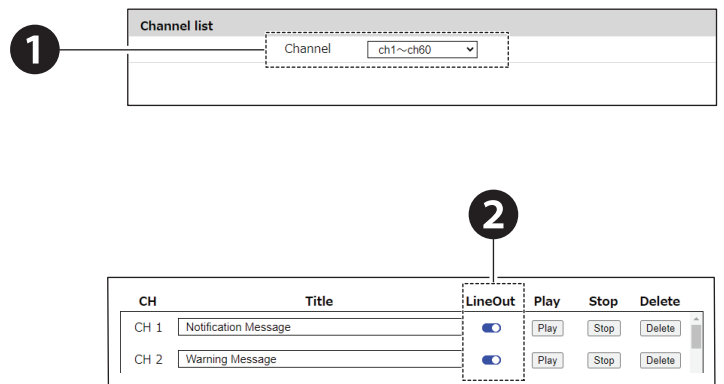 Channel list
1
Channel ch1～ch60
2
CH Title LineOut Play Stop Delete
CH 1 Notification Message Play Stop Delete
CH 2 Warning Message Play Stop Delete